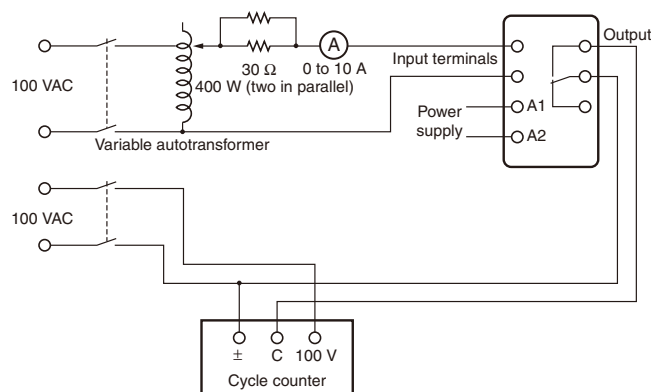 100 VAC
30 Ω
400 W (two in parallel)
A
0 to 10 A
Input terminals
Output
Power
supply
A1
A2
Variable autotransformer
100 VAC
±
C
100 V
Cycle counter